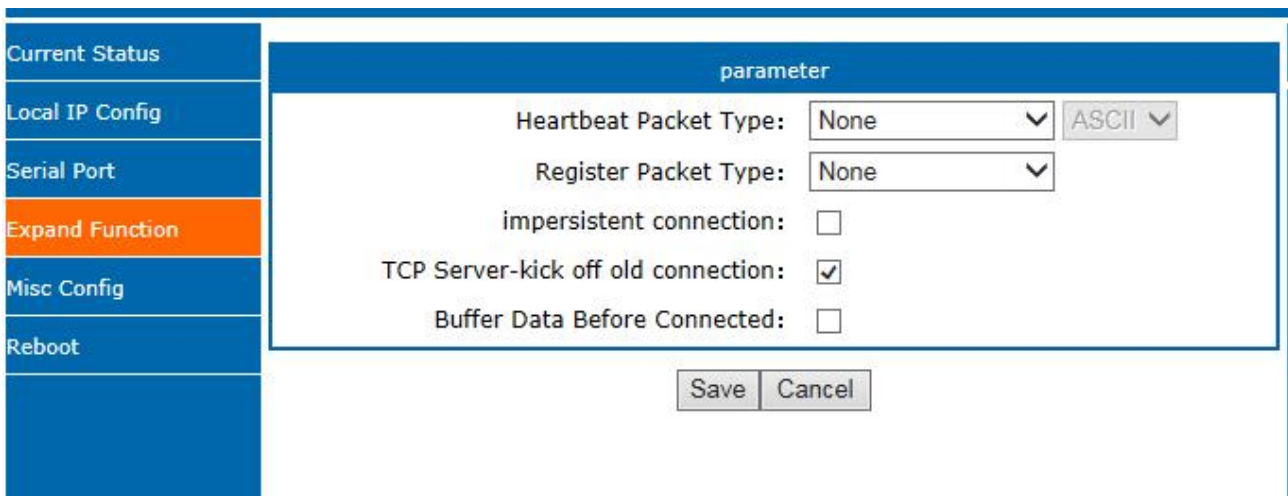 Current Status
Local IP Config
Serial Port
Expand Function
Misc Config
Reboot
parameter
Heartbeat Packet Type: None ASCII
Register Packet Type: None
impersistent connection:
TCP Server-kick off old connection:
Buffer Data Before Connected:
Save Cancel